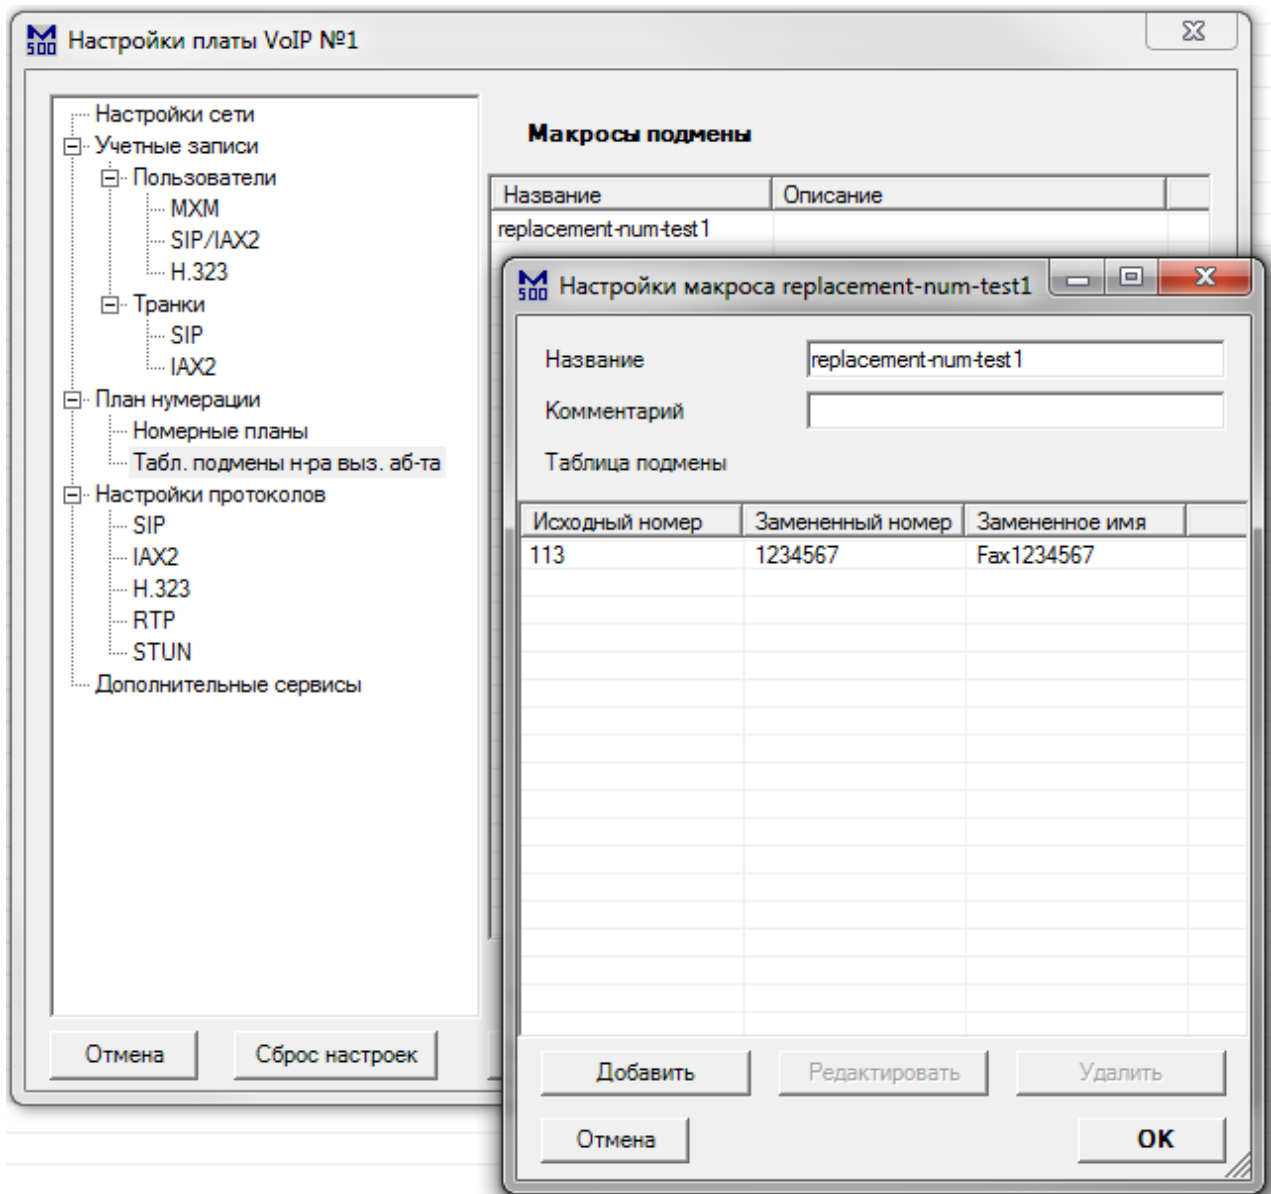 M500 Настройки платы VoIP №1
Настройки сети
Учетные записи
Пользователи
MXM
SIP/IAX2
H.323
Транки
SIP
IAX2
План нумерации
Номерные планы
Табл. подмены н-ра выз. аб-та
Настройки протоколов
SIP
IAX2
H.323
RTP
STUN
Дополнительные сервисы
Отмена
Сброс настроек
Макросы подмены
Название Описание
replacement-num-test1
M500 Настройки макроса replacement-num-test1
Название replacement-num-test1
Комментарий
Таблица подмены
Исходный номер Замененный номер Замененное имя
113 1234567 Fax1234567
Добавить Редактировать Удалить
Отмена OK